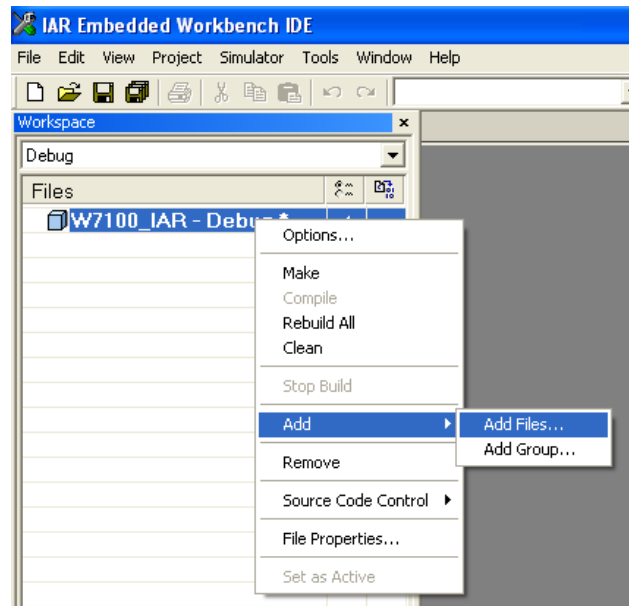 IAR Embedded Workbench IDE
File Edit View Project Simulator Tools Window Help
Workspace
Debug
Files
W7100_IAR - Debug *
Options...
Make
Compile
Rebuild All
Clean
Stop Build
Add
Add Files...
Add Group...
Remove
Source Code Control
File Properties...
Set as Active